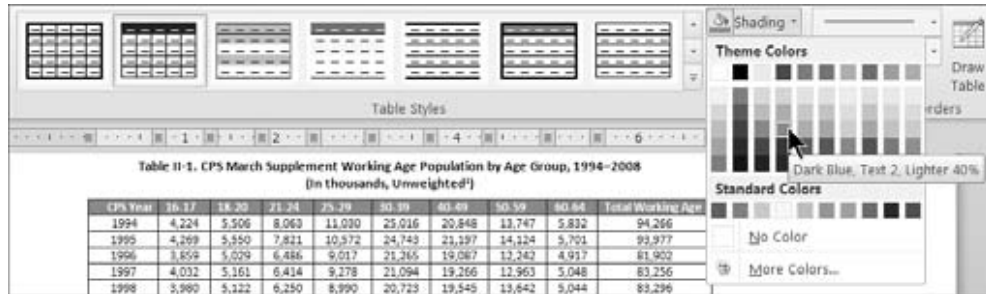 Shading
Theme Colors
Draw
Table
Table Styles
rders
1 2 4 6
Table II-1. CPS March Supplement Working Age Population by Age Group, 1994–2008
(In thousands, Unweighted¹)
Dark Blue, Text 2, Lighter 40%
Standard Colors
No Color
More Colors...
CPS Year 16-17 18-20 21-24 25-29 30-39 40-49 50-59 60-64 Total Working Age
1994 4,224 5,506 8,063 11,030 25,016 20,848 13,747 5,832 94,266
1995 4,269 5,550 7,821 10,572 24,743 21,197 14,124 5,701 93,977
1996 3,859 5,029 6,486 9,017 21,265 19,087 12,242 4,917 81,902
1997 4,032 5,161 6,414 9,278 21,094 19,266 12,963 5,048 83,256
1998 3,980 5,122 6,250 8,990 20,723 19,545 13,642 5,044 83,296